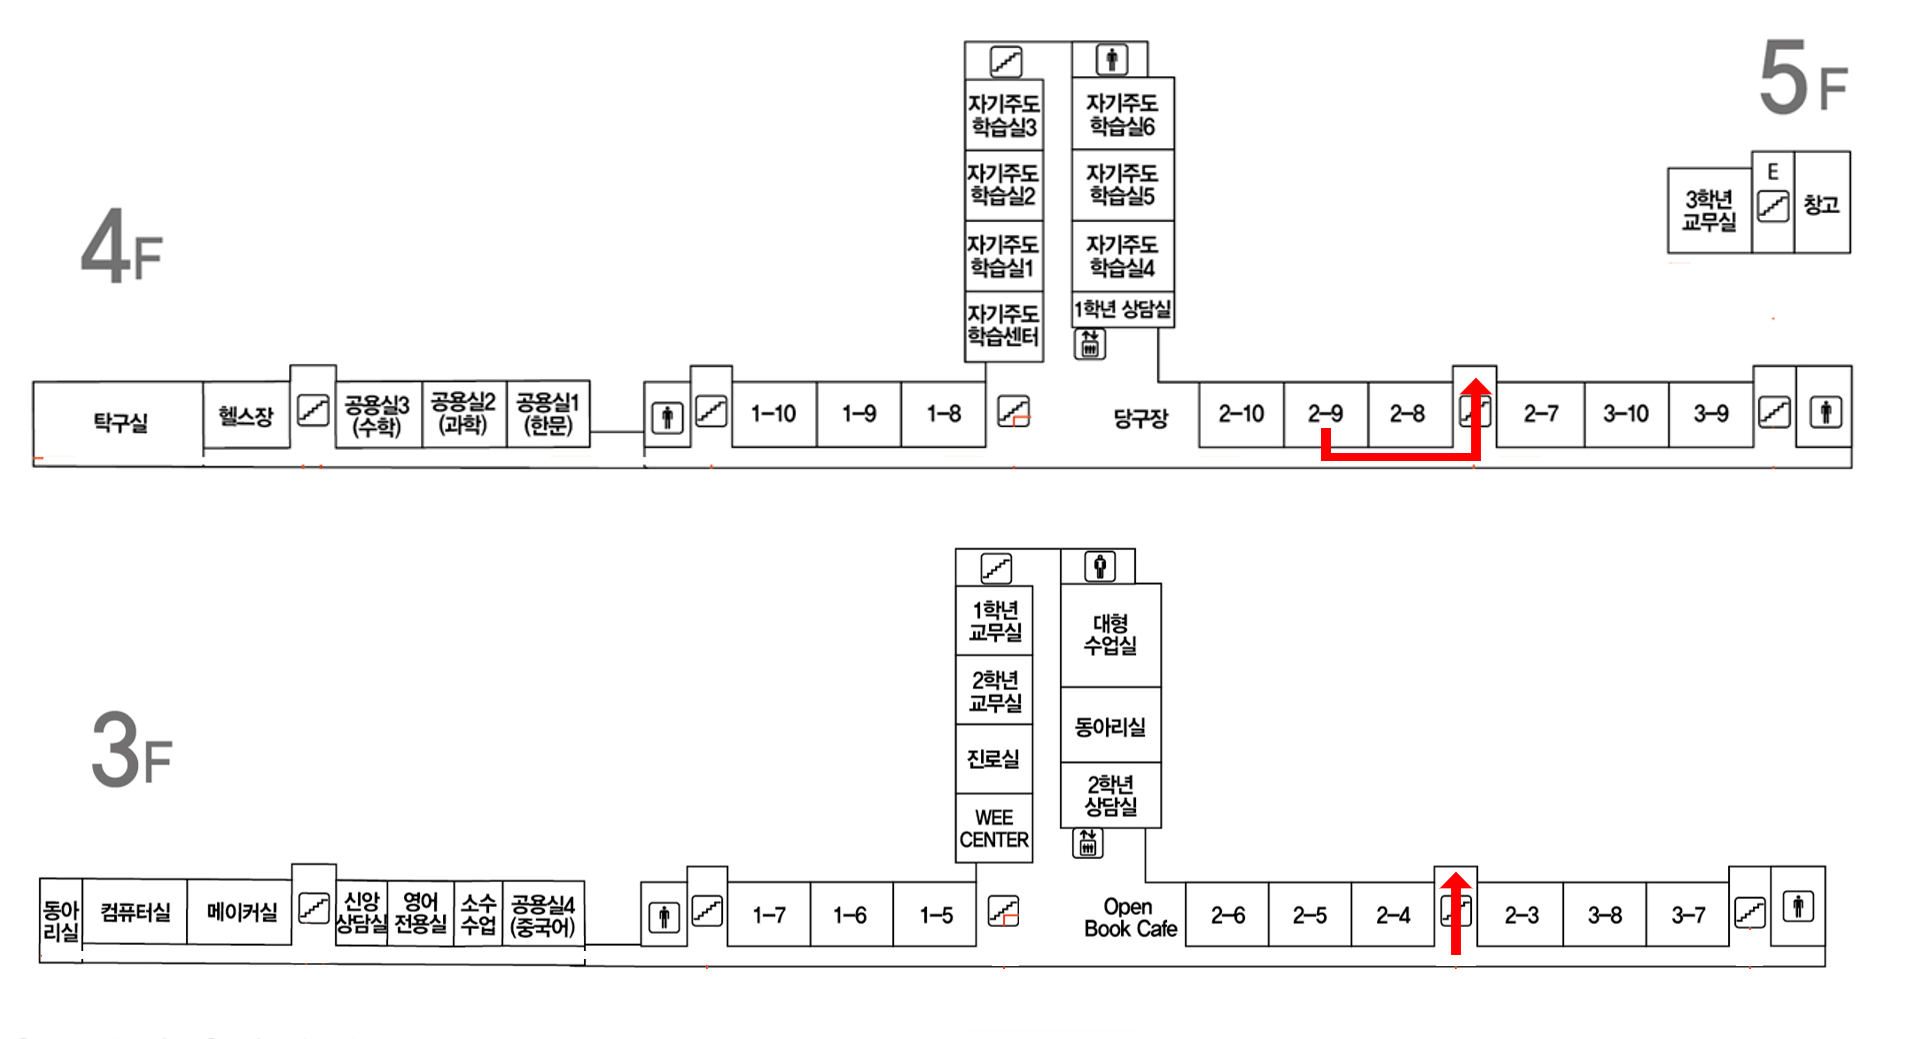 5F
3학년
교무실
E
창고
4F
자기주도
학습실3
자기주도
학습실6
자기주도
학습실2
자기주도
학습실5
자기주도
학습실1
자기주도
학습실4
자기주도
학습센터
1학년 상담실
탁구실
헬스장
공용실3
(수학)
공용실2
(과학)
공용실1
(한문)
1-10
1-9
1-8
당구장
2-10
2-9
2-8
2-7
3-10
3-9
3F
1학년
교무실
대형
수업실
2학년
교무실
동아리실
진로실
2학년
상담실
WEE
CENTER
동아
리실
컴퓨터실
메이커실
신앙
상담실
영어
전용실
소수
수업
공용실4
(중국어)
1-7
1-6
1-5
Open
Book Cafe
2-6
2-5
2-4
2-3
3-8
3-7